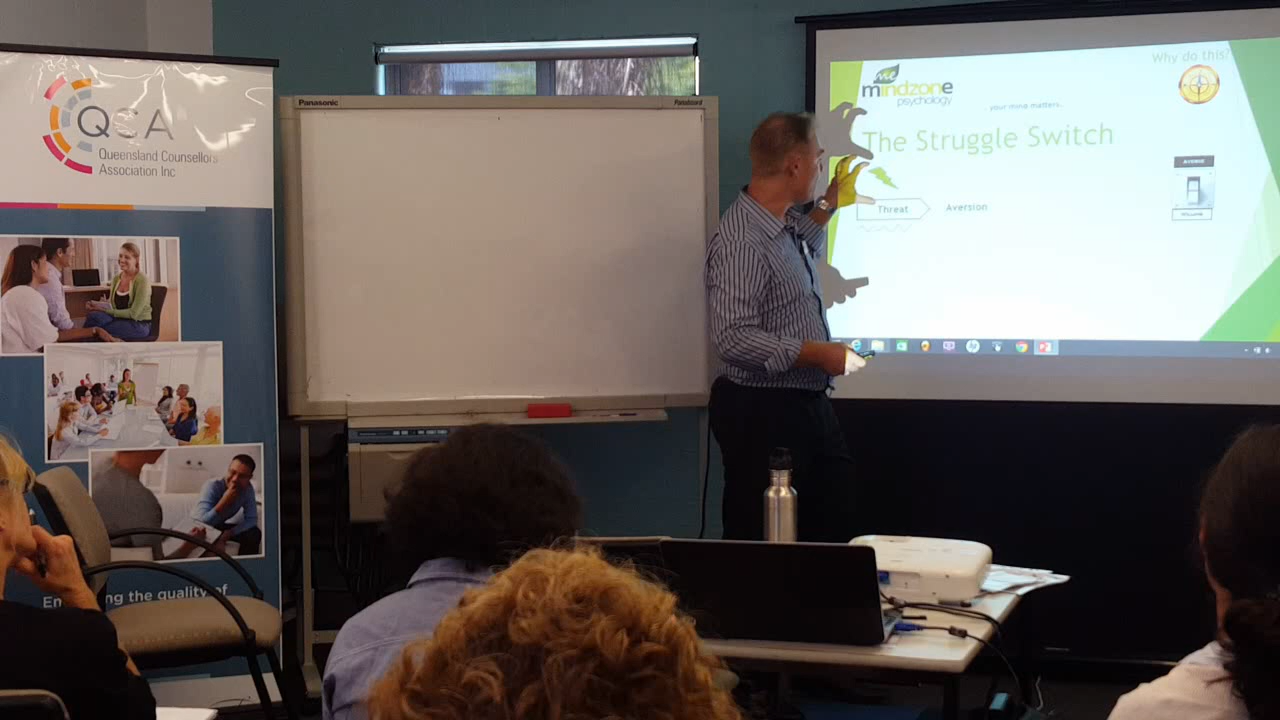 QCA
Queensland Counsellors
Association Inc
Panasonic
Panaboard
Why do this?
mindzone
psychology
your mind matters.
The Struggle Switch
Threat
Aversion
the quality of